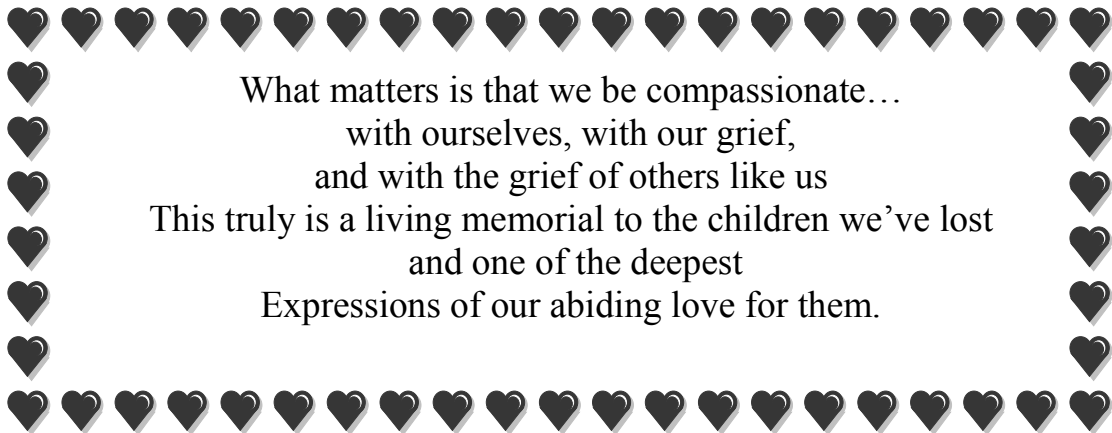 What matters is that we be compassionate…
with ourselves, with our grief,
and with the grief of others like us
This truly is a living memorial to the children we’ve lost
and one of the deepest
Expressions of our abiding love for them.